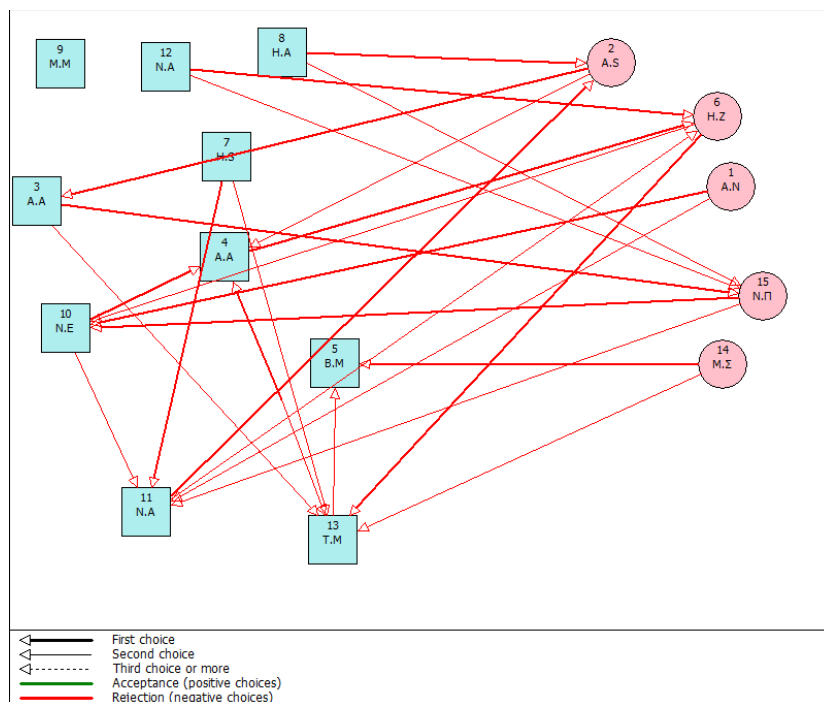 9
M.M
12
N.A
8
H.A
2
A.S
6
H.Z
7
H.S
3
A.A
1
A.N
4
A.A
15
Ν.Π
10
N.E
5
B.M
14
Μ.Σ
11
N.A
13
T.M
First choice
Second choice
Third choice or more
Acceptance (positive choices)
Rejection (negative choices)